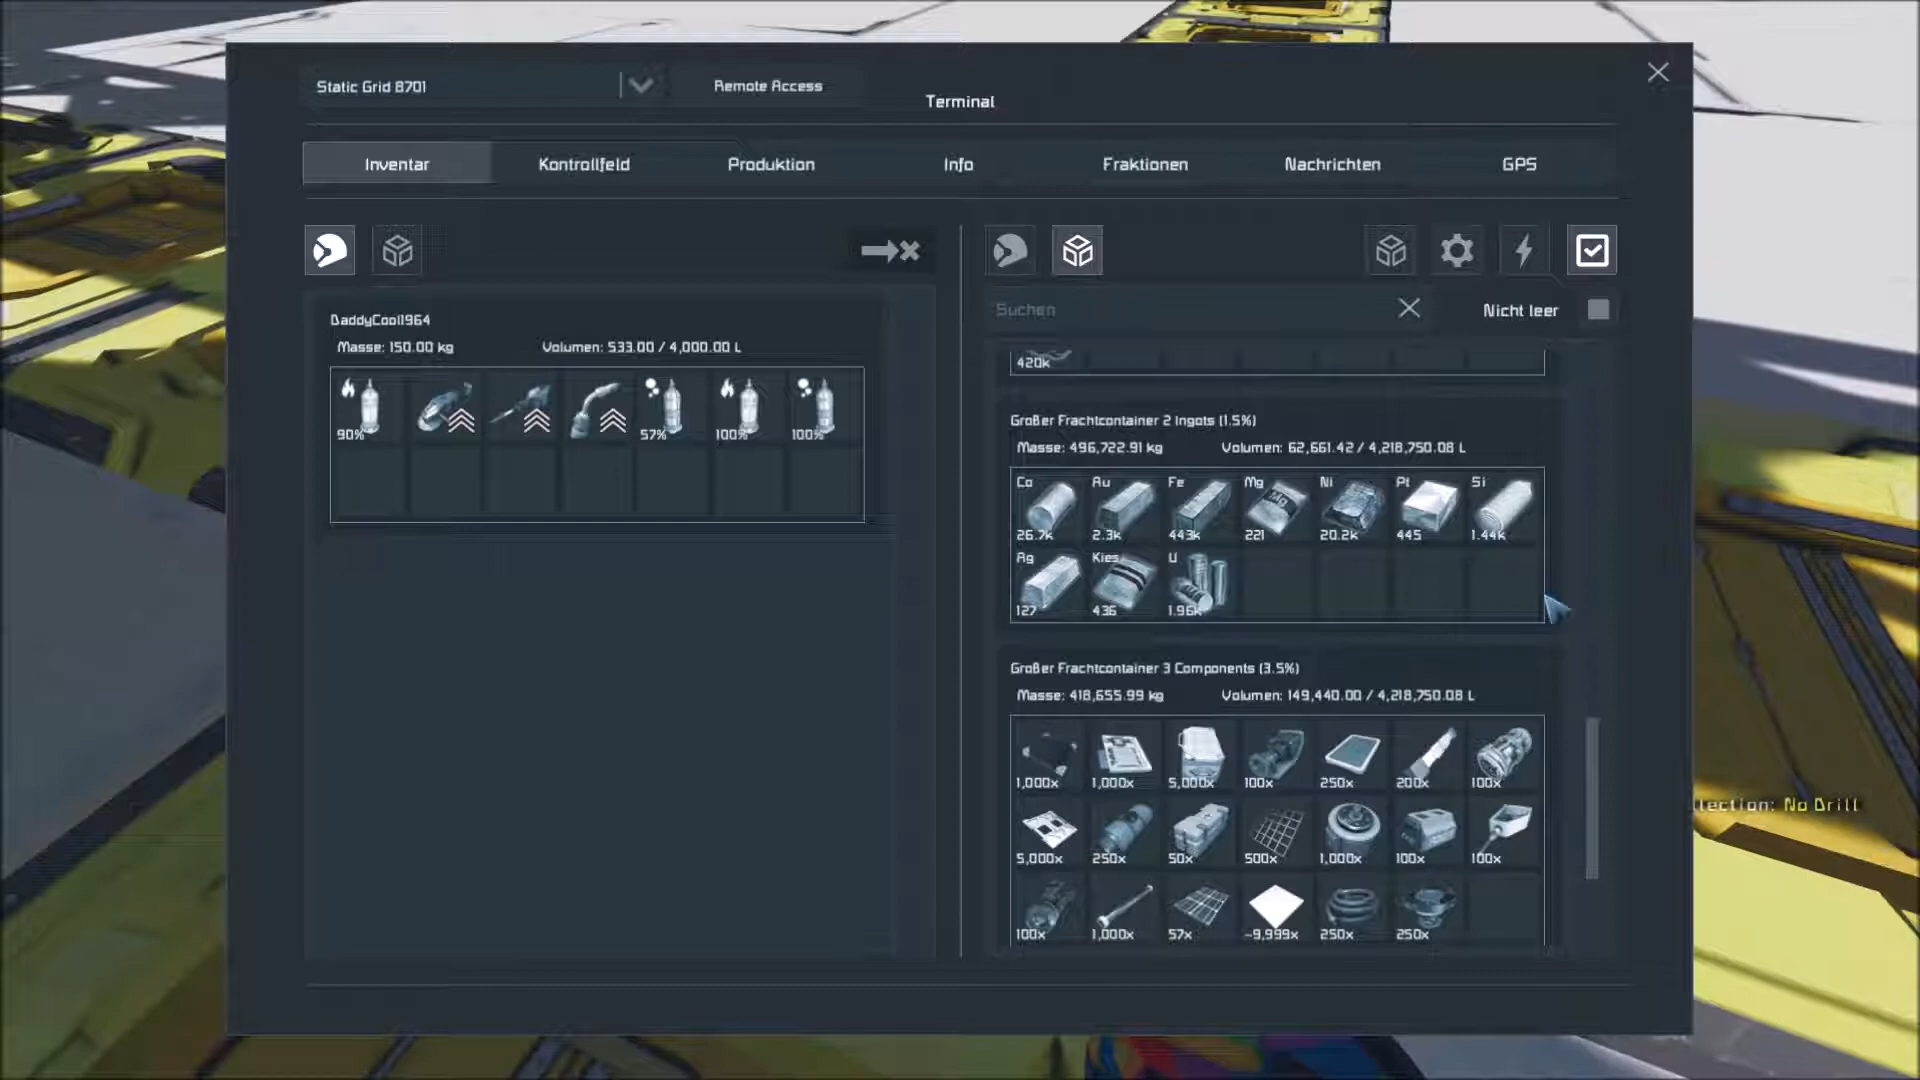 Static Grid 8701
Remote Access
Terminal
Inventar
Kontrollfeld
Produktion
Info
Fraktionen
Nachrichten
GPS
Suchen
Nicht leer
DaddyCool1964
Masse: 150.00 kg
Volumen: 533.00 / 4,000.00 L
90%
57%
100%
100%
420k
Großer Frachtcontainer 2 Ingots (1.5%)
Masse: 496,722.91 kg
Volumen: 62,661.42 / 4,218,750.08 L
Co
Au
Fe
Mg
Ni
Pt
Si
Mg
26.7k
2.3k
443k
221
20.2k
445
1.44k
Ag
Kies
U
127
436
1.96k
Großer Frachtcontainer 3 Components (3.5%)
Masse: 418,655.99 kg
Volumen: 149,440.00 / 4,218,750.08 L
1,000x
1,000x
5,000x
100x
250x
200x
100x
5,000x
250x
50x
500x
1,000x
100x
100x
100x
1,000x
57x
~9,999x
250x
250x
llection: No Drill